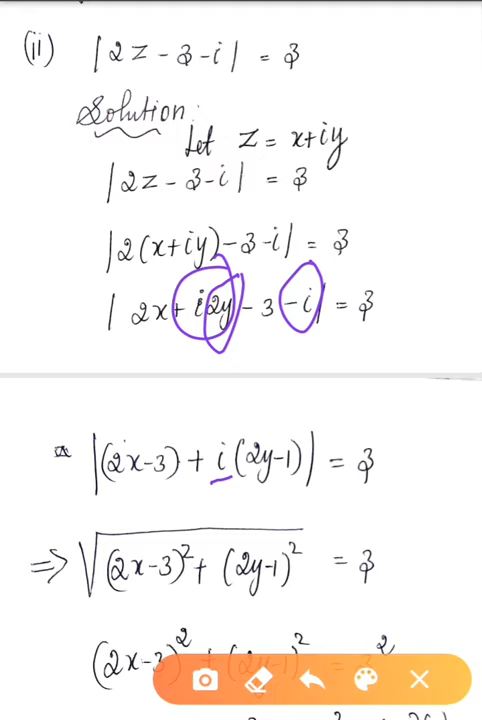 (ii) |2z-3-i| = 3
Solution:
Let z = x+iy
|2z-3-i| = 3
|2(x+iy)-3-i| = 3
|2x+i2y-3-i| = 3
|(2x-3)+i(2y-1)| = 3
=> √(2x-3)²+(2y-1)² = 3